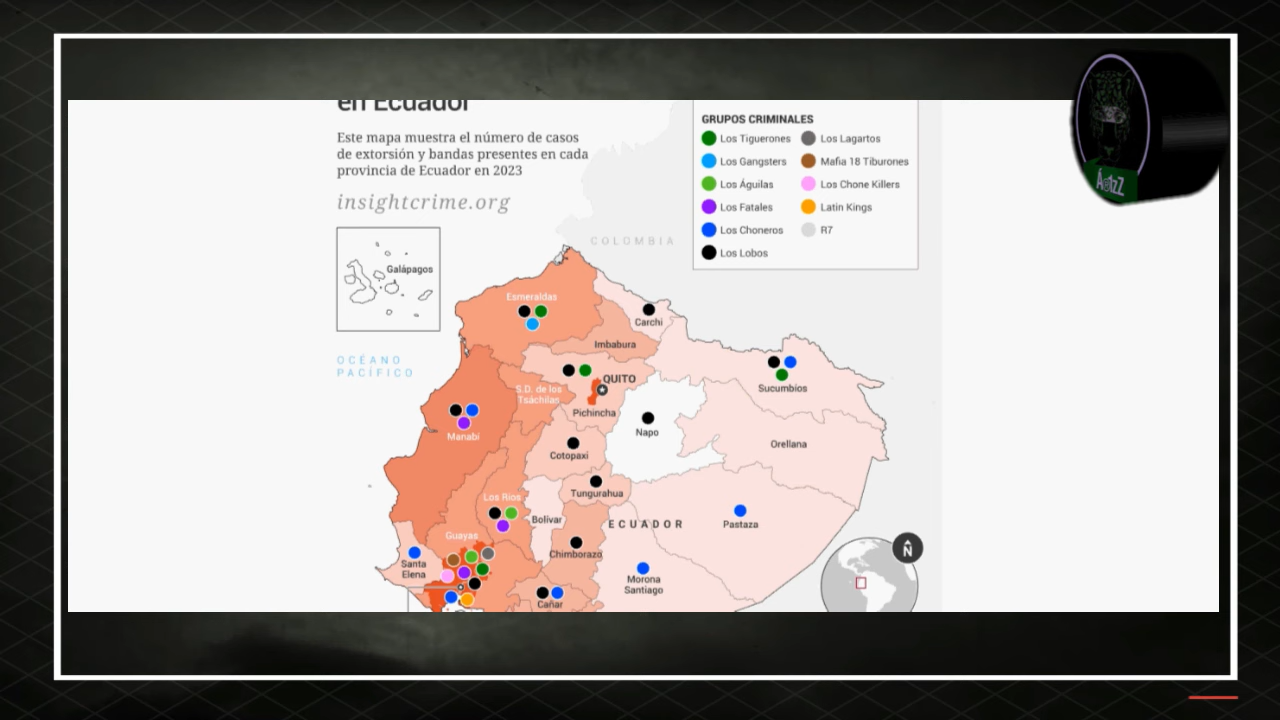 en Ecuador
Este mapa muestra el número de casos
de extorsión y bandas presentes en cada
provincia de Ecuador en 2023
insightcrime.org
GRUPOS CRIMINALES
Los Tiguerones
Los Lagartos
Los Gangsters
Mafia 18 Tiburones
Los Águilas
Los Chone Killers
Los Fatales
Latin Kings
Los Choneros
R7
Los Lobos
COLOMBIA
Galápagos
OCÉANO
PACÍFICO
Esmeraldas
Carchi
Imbabura
QUITO
S.D. de los
Tsáchilas
Pichincha
Sucumbíos
Manabí
Napo
Orellana
Cotopaxi
Tungurahua
Los Ríos
Bolívar
ECUADOR
Pastaza
Guayas
Chimborazo
Santa
Elena
Morona
Santiago
Cañar
N